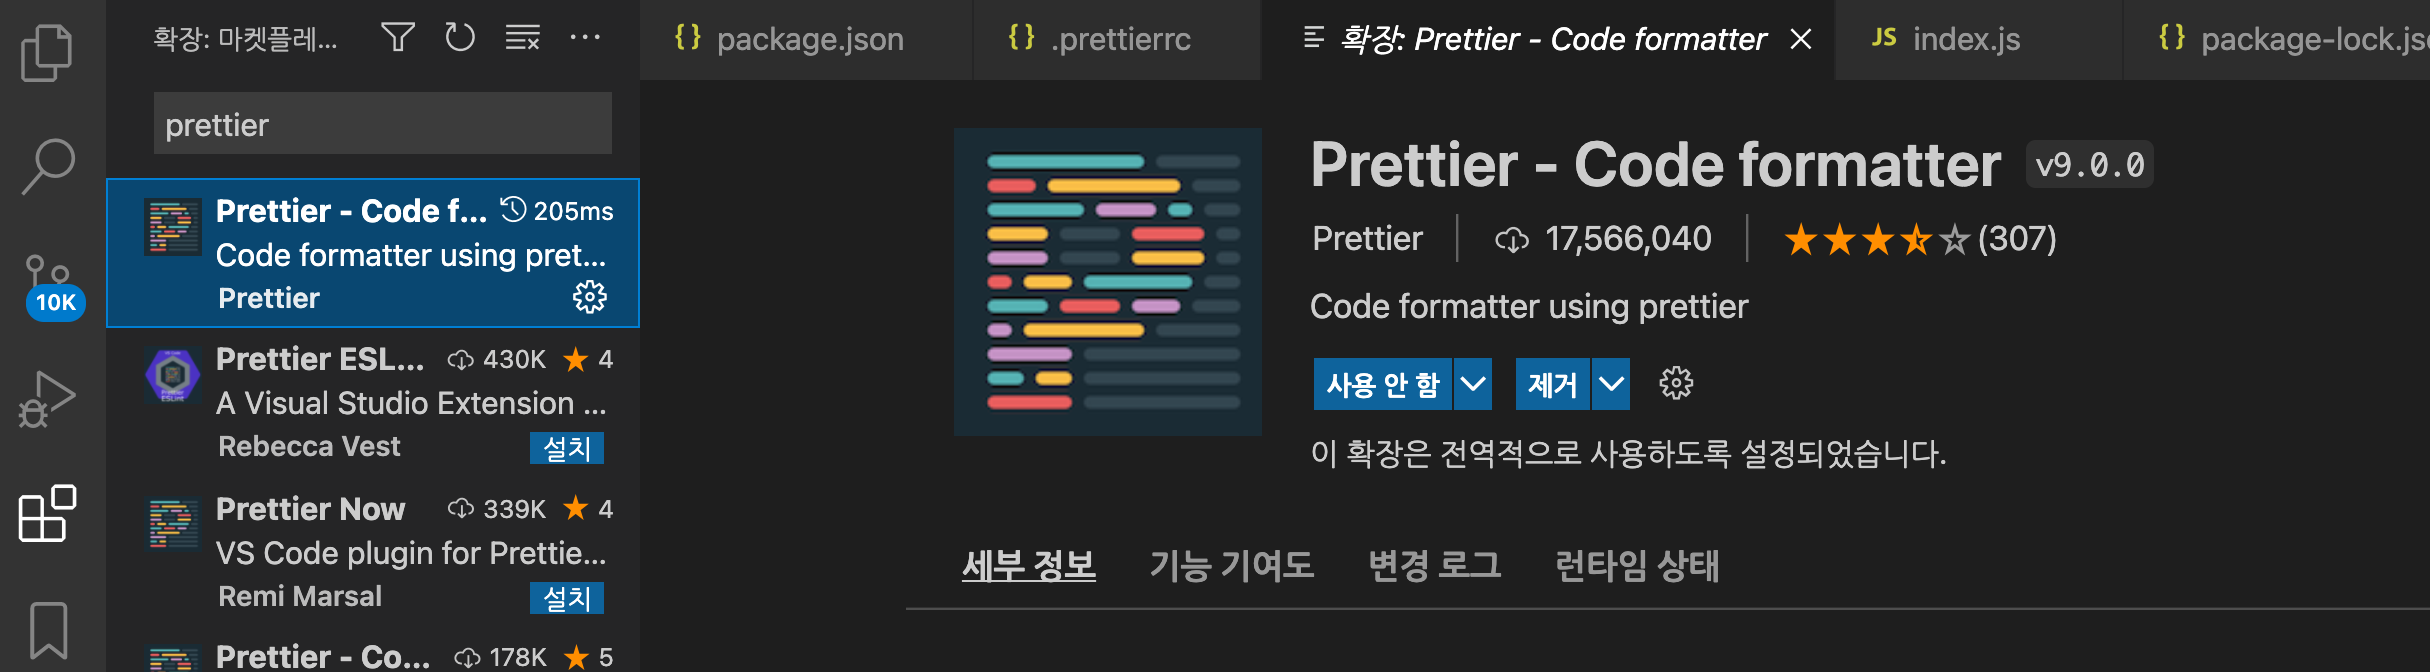 확장: 마켓플레...
prettier
Prettier - Code f... 205ms
Code formatter using pret...
Prettier
Prettier ESL... 430K ★ 4
A Visual Studio Extension ...
Rebecca Vest 설치
Prettier Now 339K ★ 4
VS Code plugin for Prettie...
Remi Marsal 설치
Prettier - Co... 178K ★ 5
10K
{} package.json
{} .prettierrc
확장: Prettier - Code formatter
JS index.js
{} package-lock.js
Prettier - Code formatter v9.0.0
Prettier | 17,566,040 | (307)
Code formatter using prettier
사용 안 함 제거
이 확장은 전역적으로 사용하도록 설정되었습니다.
세부 정보 기능 기여도 변경 로그 런타임 상태